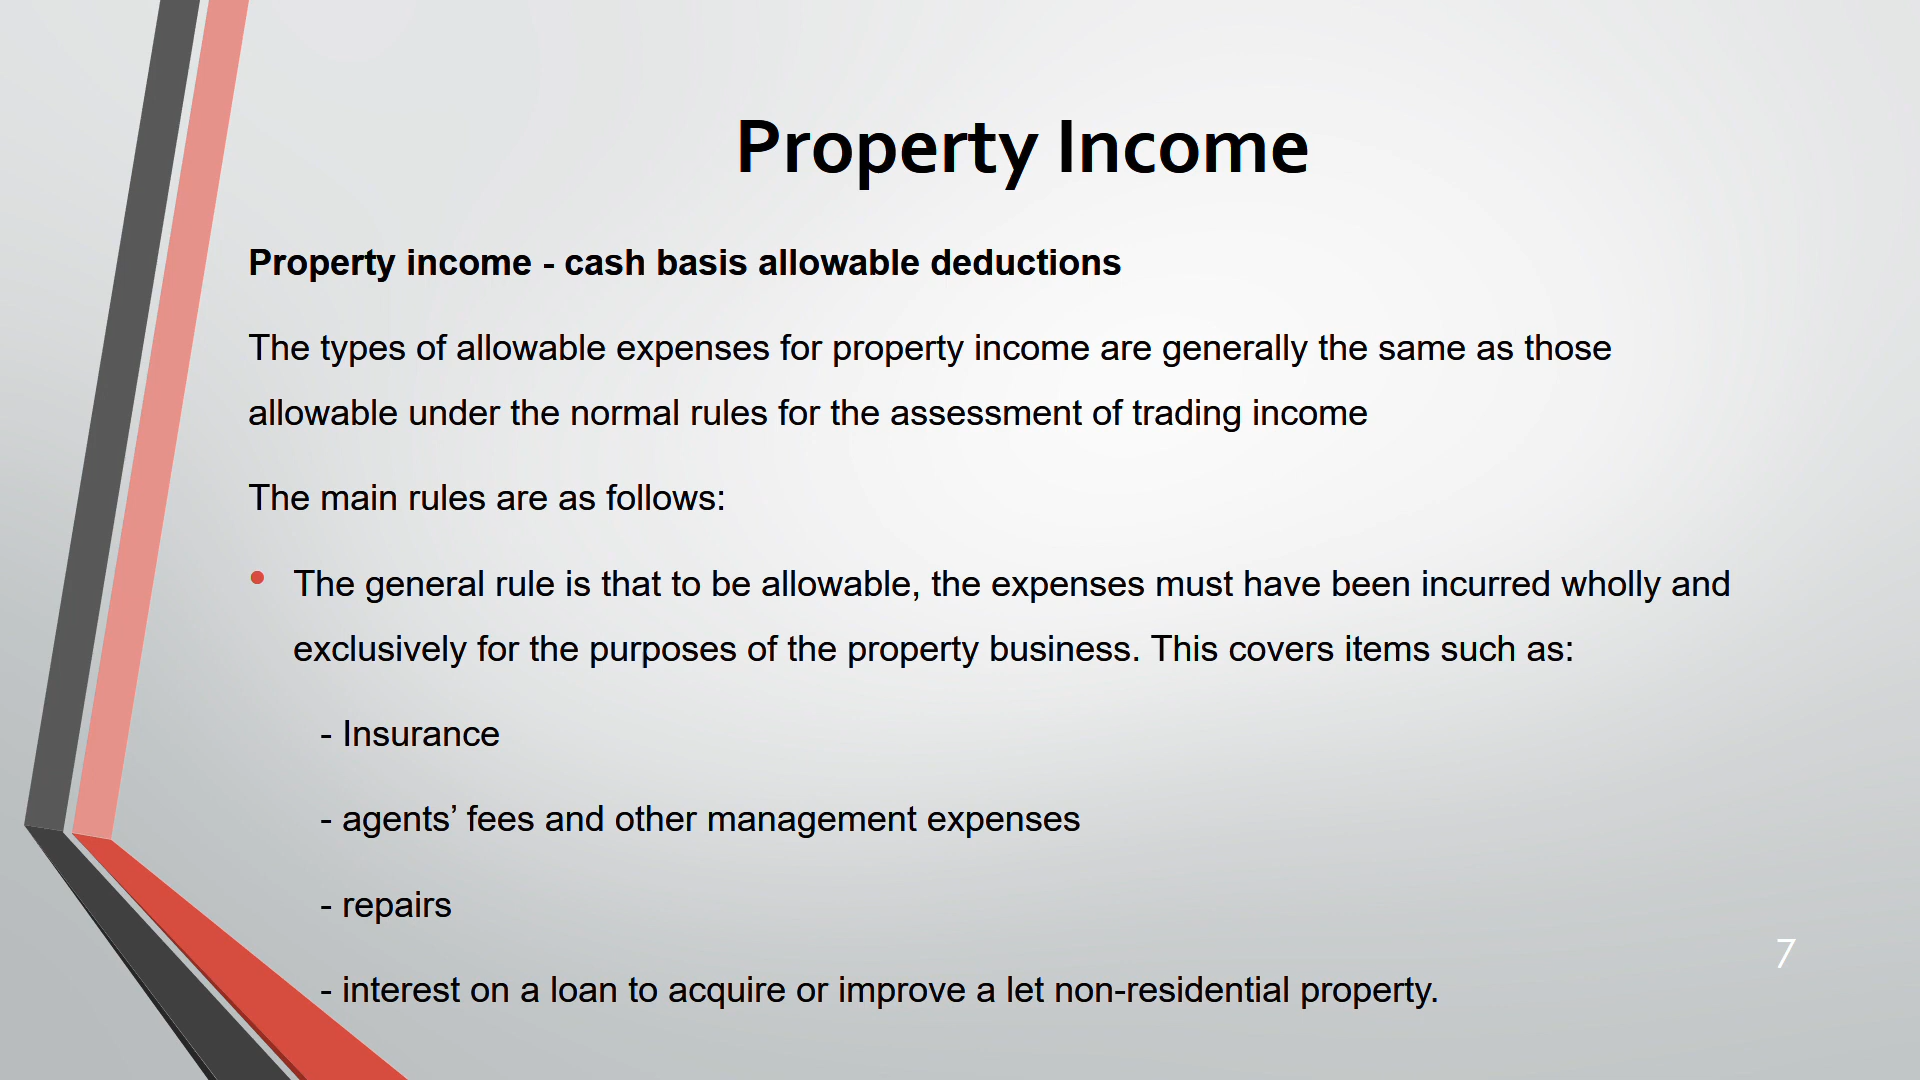 Property Income
Property income - cash basis allowable deductions
The types of allowable expenses for property income are generally the same as those
allowable under the normal rules for the assessment of trading income
The main rules are as follows:
• The general rule is that to be allowable, the expenses must have been incurred wholly and
exclusively for the purposes of the property business. This covers items such as:
- Insurance
- agents’ fees and other management expenses
- repairs
- interest on a loan to acquire or improve a let non-residential property.
7